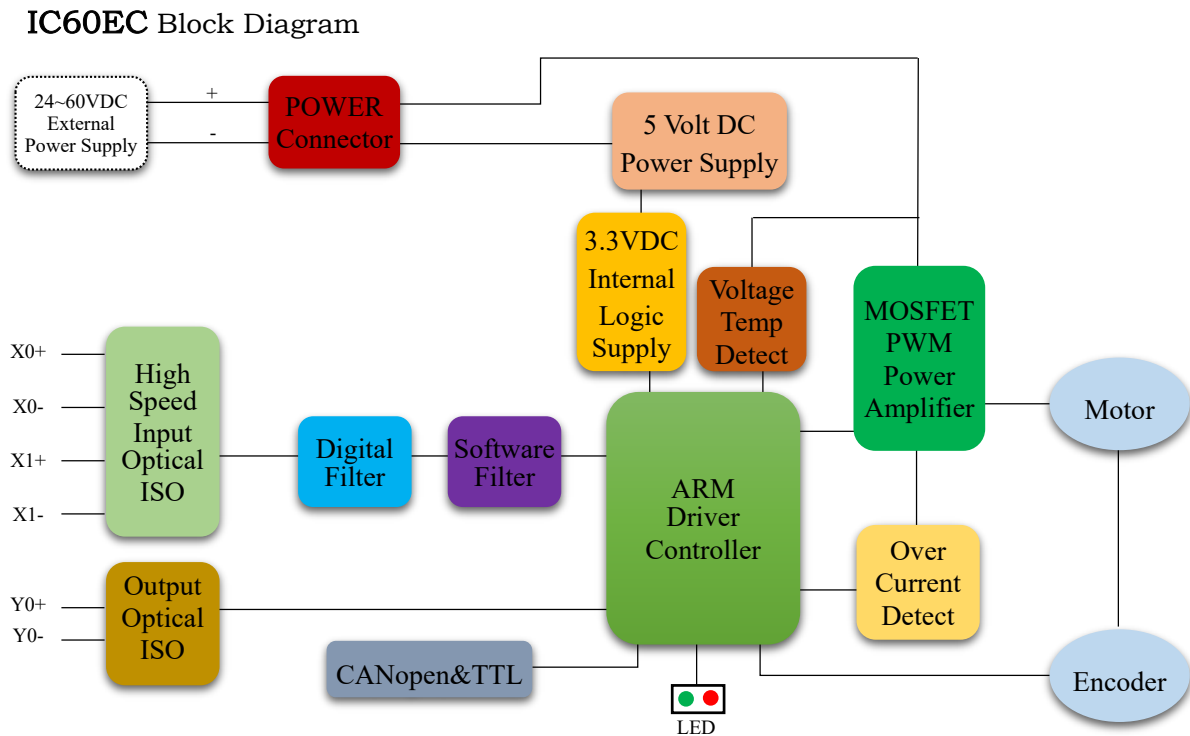 IC60EC Block Diagram
24~60VDC
External
Power Supply
+
-
POWER
Connector
5 Volt DC
Power Supply
3.3VDC
Internal
Logic
Supply
Voltage
Temp
Detect
MOSFET
PWM
Power
Amplifier
Motor
X0+
X0-
X1+
X1-
High
Speed
Input
Optical
ISO
Digital
Filter
Software
Filter
ARM
Driver
Controller
Over
Current
Detect
Y0+
Y0-
Output
Optical
ISO
CANopen&TTL
LED
Encoder